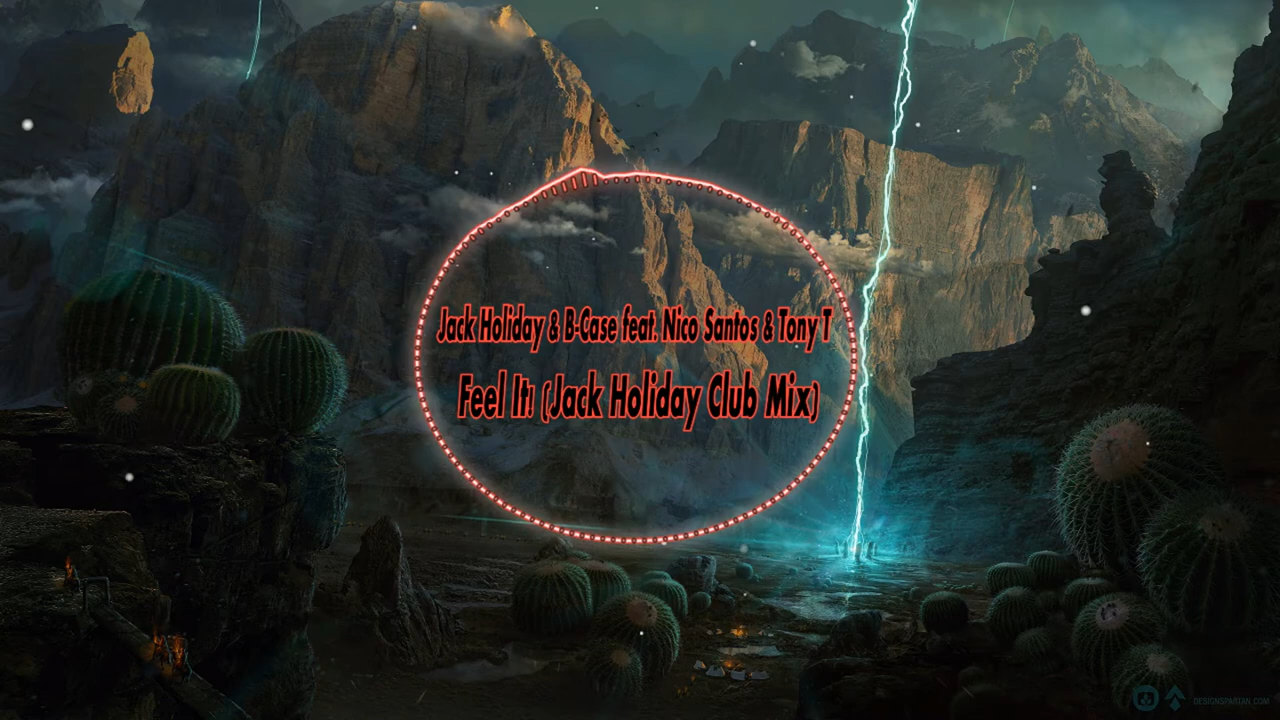 Jack Holiday & B-Case feat. Nico Santos & Tony T
Feel It! (Jack Holiday Club Mix)
DESIGNSPARTAN.COM